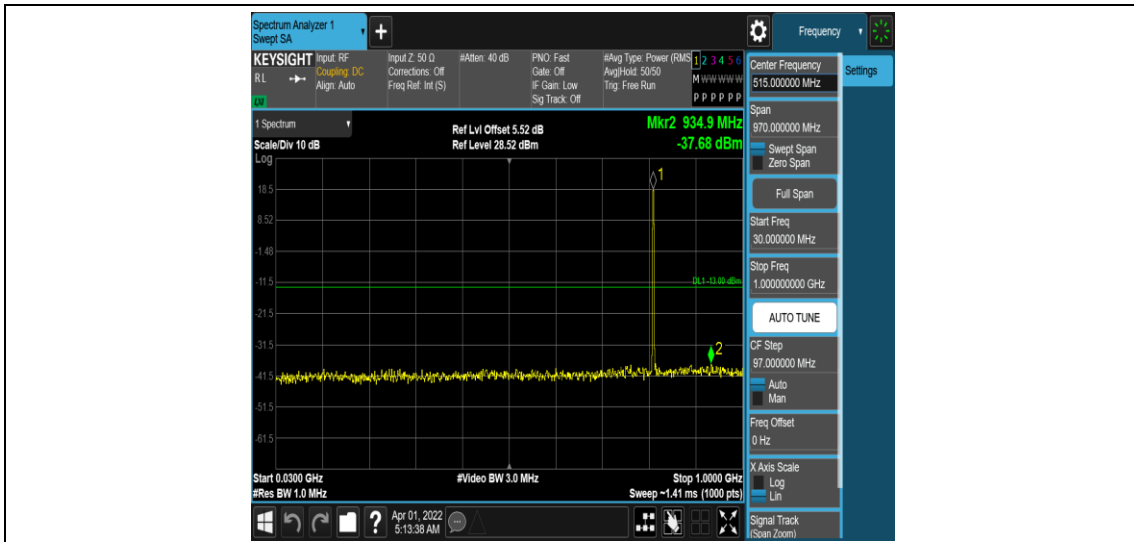 Spectrum Analyzer 1
Swept SA
+
Frequency
KEYSIGHT
RL
LXI
Input: RF
Coupling: DC
Align: Auto
Input Z: 50 Ω
Corrections: Off
Freq Ref: Int (S)
#Atten: 40 dB
PNO: Fast
Gate: Off
IF Gain: Low
Sig Track: Off
#Avg Type: Power (RMS
Avg|Hold: 50/50
Trig: Free Run
1 2 3 4 5 6
M W W W W W
P P P P P P
1 Spectrum
Scale/Div 10 dB
Log
Ref Lvl Offset 5.52 dB
Ref Level 28.52 dBm
Mkr2 934.9 MHz
-37.68 dBm
1
18.5
8.52
-1.48
-11.5
DL1 -13.00 dBm
-21.5
-31.5
2
-41.5
-51.5
-61.5
Start 0.0300 GHz
#Res BW 1.0 MHz
#Video BW 3.0 MHz
Stop 1.0000 GHz
Sweep ~1.41 ms (1000 pts)
?
Apr 01, 2022
5:13:38 AM
Center Frequency
515.000000 MHz
Settings
Span
970.000000 MHz
Swept Span
Zero Span
Full Span
Start Freq
30.000000 MHz
Stop Freq
1.000000000 GHz
AUTO TUNE
CF Step
97.000000 MHz
Auto
Man
Freq Offset
0 Hz
X Axis Scale
Log
Lin
Signal Track
(Span Zoom)